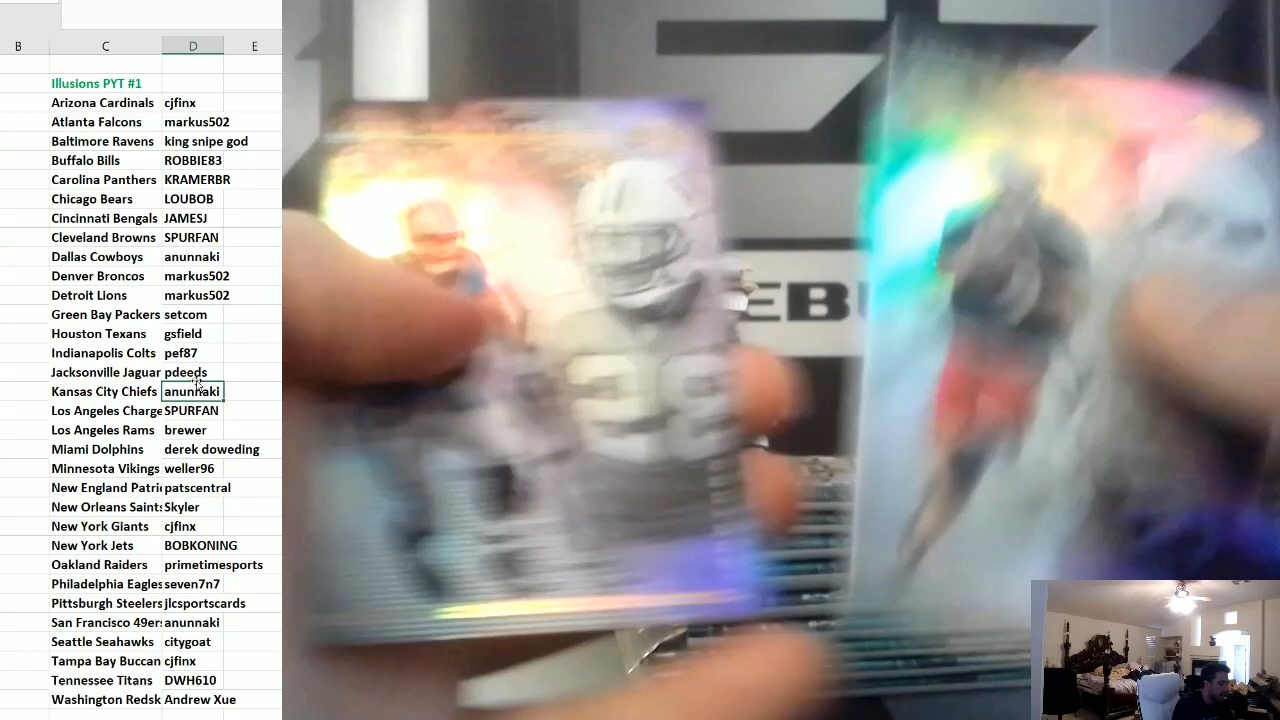 B C D E
Illusions PYT #1
Arizona Cardinals cjfinx
Atlanta Falcons markus502
Baltimore Ravens king snipe god
Buffalo Bills ROBBIE83
Carolina Panthers KRAMERBR
Chicago Bears LOUBOB
Cincinnati Bengals JAMESJ
Cleveland Browns SPURFAN
Dallas Cowboys anunnaki
Denver Broncos markus502
Detroit LIons markus502
Green Bay Packers setcom
Houston Texans gsfield
Indianapolis Colts pef87
Jacksonville Jaguar pdeeds
Kansas City Chiefs anunnaki
Los Angeles Charge SPURFAN
Los Angeles Rams brewer
Miami Dolphins derek doweding
Minnesota Vikings weller96
New England Patri patscentral
New Orleans Saints Skyler
New York Giants cjfinx
New York Jets BOBKONING
Oakland Raiders primetimesports
Philadelphia Eagles seven7n7
Pittsburgh Steelers jlcsportscards
San Francisco 49ers anunnaki
Seattle Seahawks citygoat
Tampa Bay Buccan cjfinx
Tennessee Titans DWH610
Washington Redsk Andrew Xue
28
EB